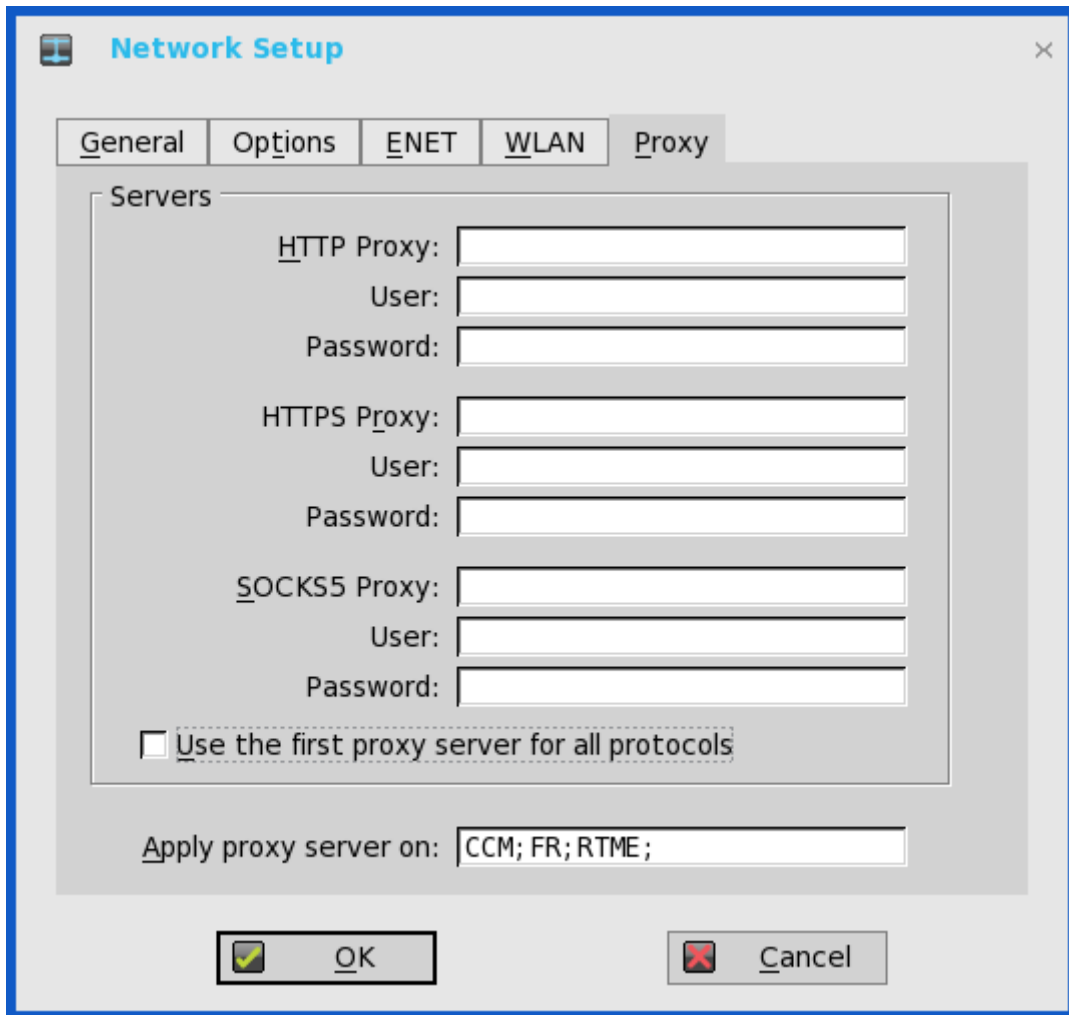 Network Setup
General Options ENET WLAN Proxy
Servers
HTTP Proxy:
User:
Password:
HTTPS Proxy:
User:
Password:
SOCKS5 Proxy:
User:
Password:
Use the first proxy server for all protocols
Apply proxy server on: CCM;FR;RTME;
OK Cancel